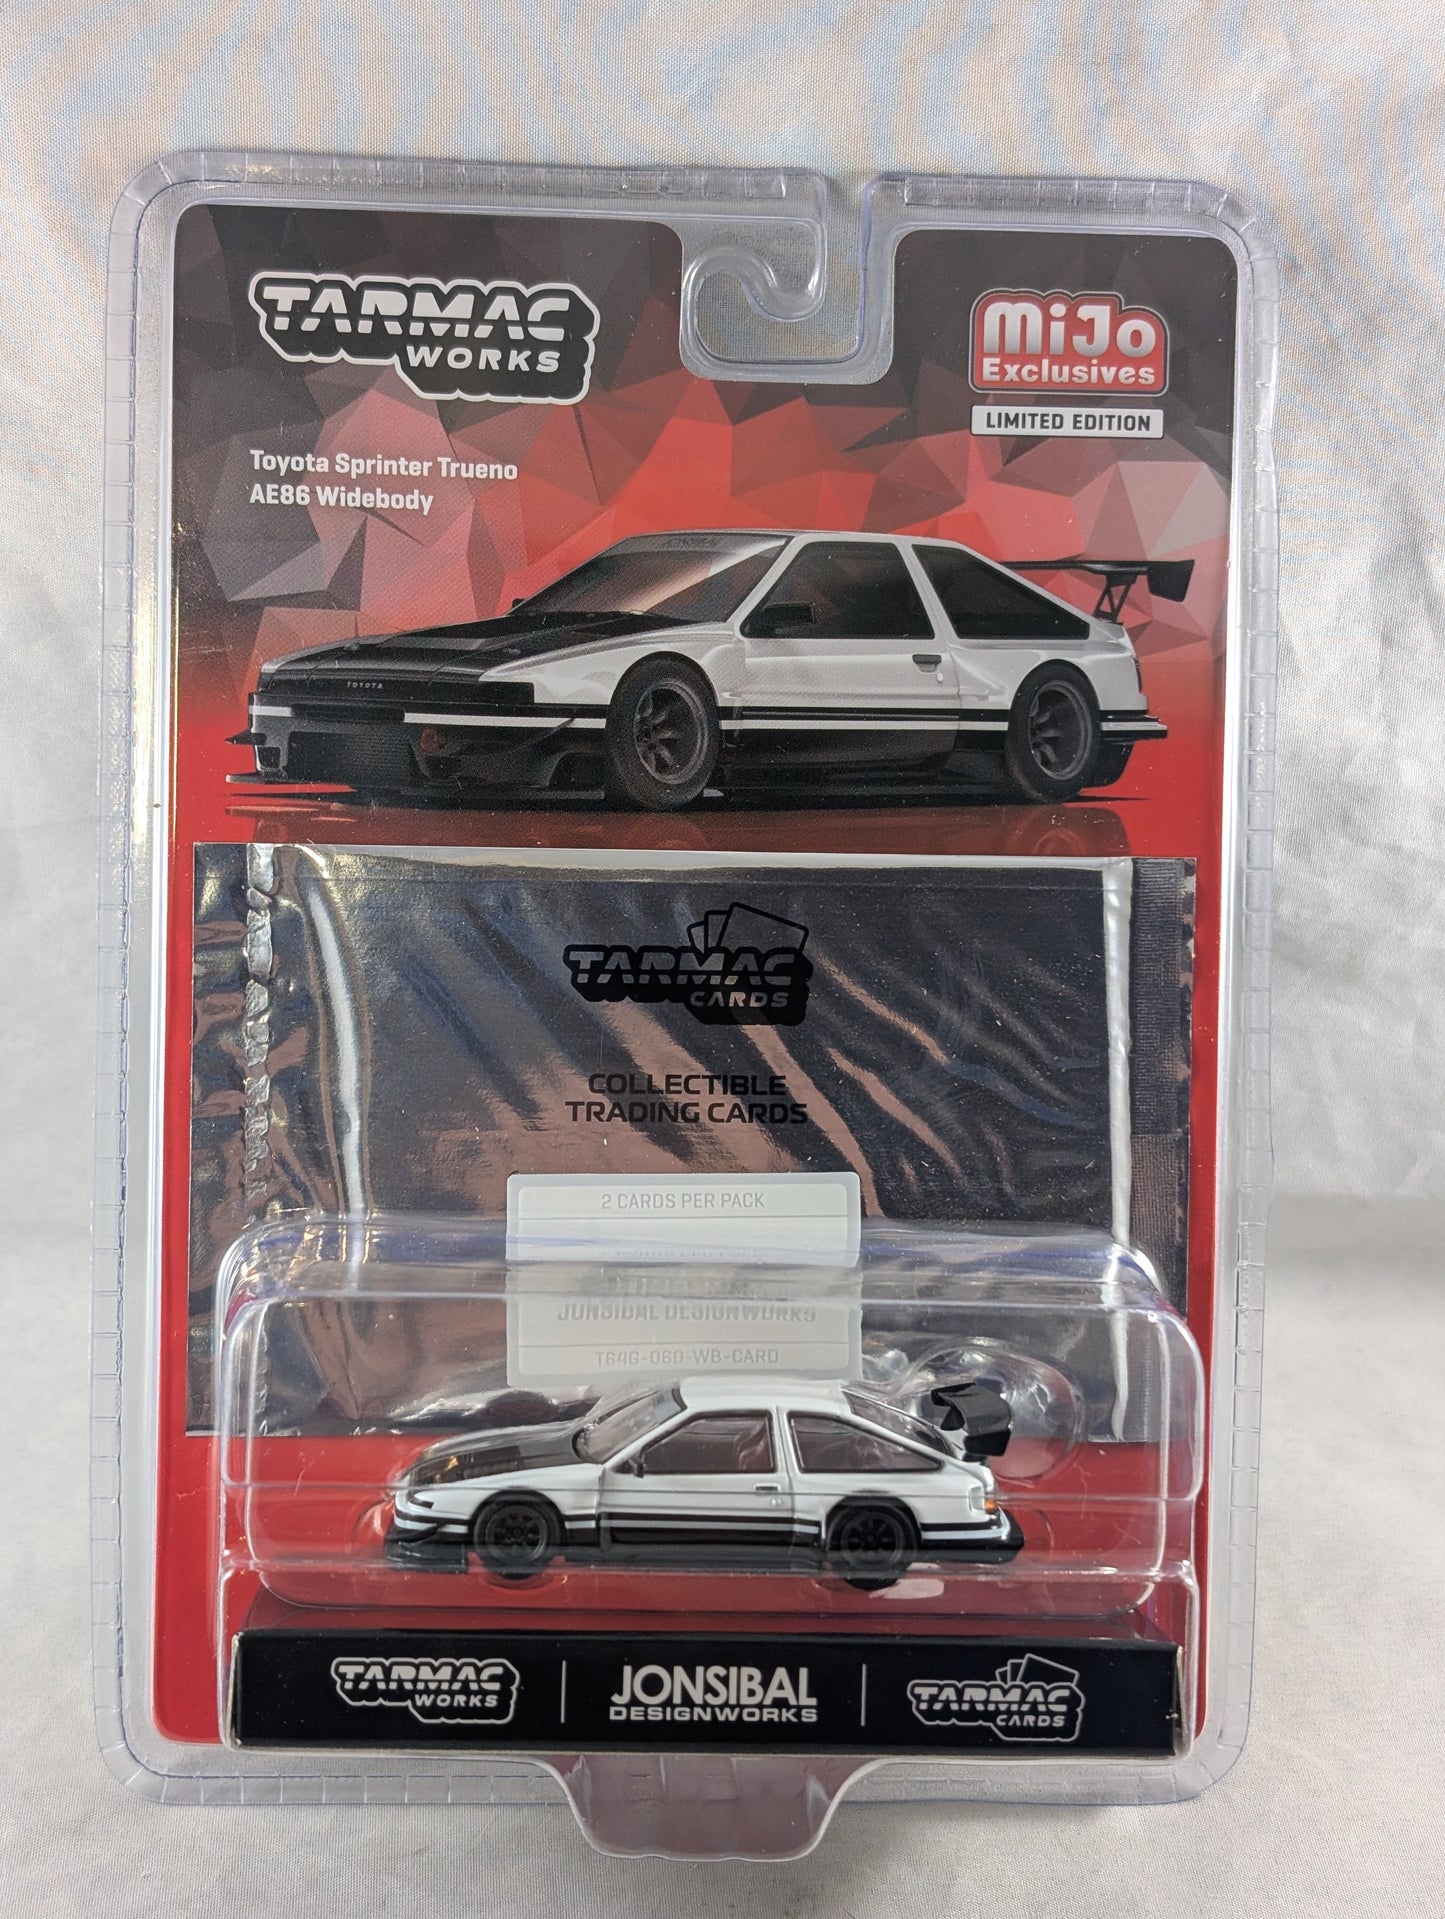 TARMAC
WORKS
MiJo
Exclusives
LIMITED EDITION
Toyota Sprinter Trueno
AE86 Widebody
TOYOTA
TARMAC
CARDS
COLLECTIBLE
TRADING CARDS
2 CARDS PER PACK
JONSIBAL DESIGNWORKS
T64G-060-WB-CARD
TARMAC
WORKS
JONSIBAL
DESIGNWORKS
TARMAC
CARDS